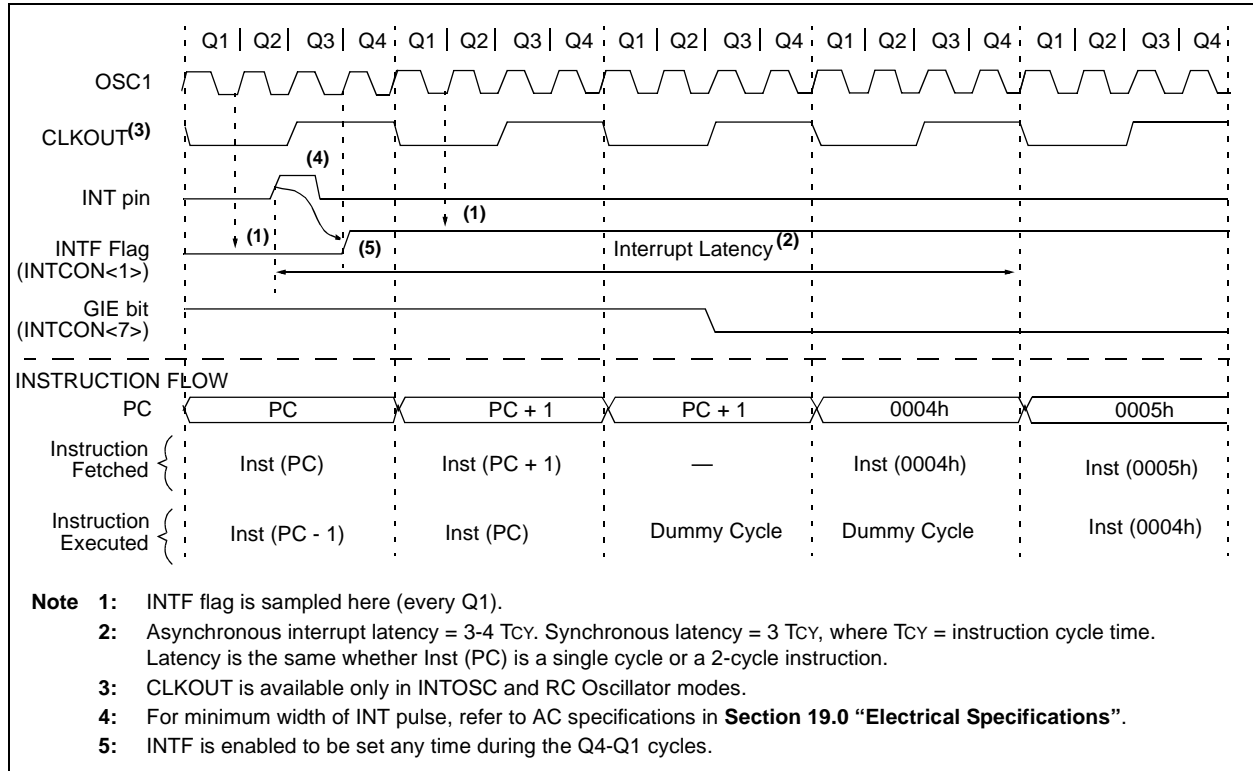 Q1 | Q2 | Q3 | Q4 Q1 | Q2 | Q3 | Q4 Q1 | Q2 | Q3 | Q4 Q1 | Q2 | Q3 | Q4 Q1 | Q2 | Q3 | Q4
OSC1
CLKOUT(3)
(4)
INT pin
(1)
(1)
(5)
INTF Flag
(INTCON<1>)
Interrupt Latency(2)
GIE bit
(INTCON<7>)
INSTRUCTION FLOW
PC PC PC + 1 PC + 1 0004h 0005h
Instruction
Fetched
Inst (PC) Inst (PC + 1) — Inst (0004h) Inst (0005h)
Instruction
Executed
Inst (PC - 1) Inst (PC) Dummy Cycle Dummy Cycle Inst (0004h)
Note 1: INTF flag is sampled here (every Q1).
2: Asynchronous interrupt latency = 3-4 TCY. Synchronous latency = 3 TCY, where TCY = instruction cycle time.
Latency is the same whether Inst (PC) is a single cycle or a 2-cycle instruction.
3: CLKOUT is available only in INTOSC and RC Oscillator modes.
4: For minimum width of INT pulse, refer to AC specifications in Section 19.0 “Electrical Specifications”.
5: INTF is enabled to be set any time during the Q4-Q1 cycles.